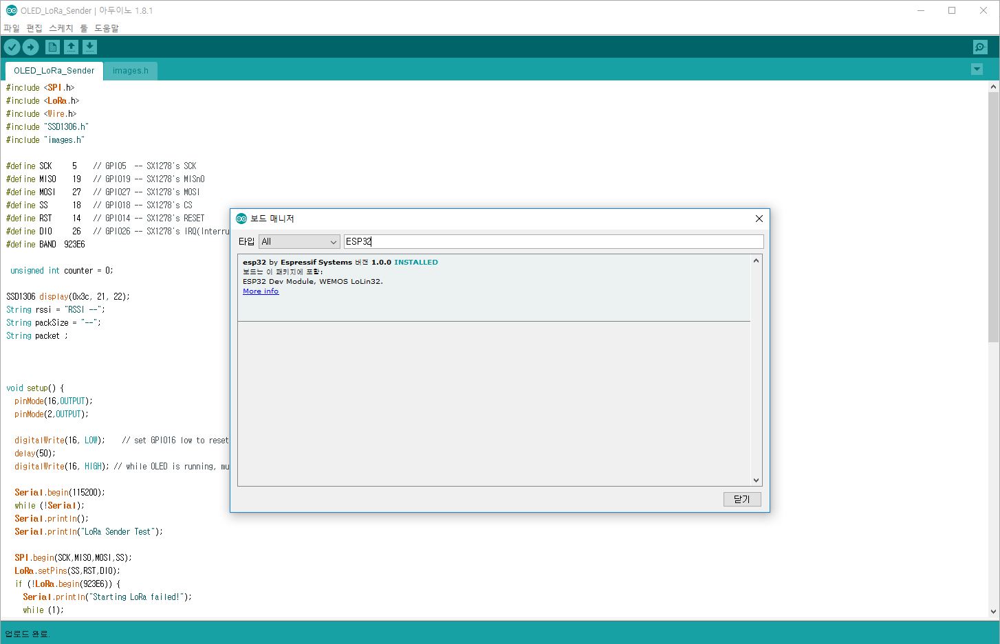 OLED_LoRa_Sender | 아두이노 1.8.1
파일 편집 스케치 툴 도움말
OLED_LoRa_Sender images.h
#include <SPI.h>
#include <LoRa.h>
#include <Wire.h>
#include "SSD1306.h"
#include "images.h"
#define SCK 5 // GPIO5 -- SX1278's SCK
#define MISO 19 // GPIO19 -- SX1278's MISnO
#define MOSI 27 // GPIO27 -- SX1278's MOSI
#define SS 18 // GPIO18 -- SX1278's CS
#define RST 14 // GPIO14 -- SX1278's RESET
#define DIO 26 // GPIO26 -- SX1278's IRQ(Interru
#define BAND 923E6
unsigned int counter = 0;
SSD1306 display(0x3c, 21, 22);
String rssi = "RSSI --";
String packSize = "--";
String packet ;
void setup() {
pinMode(16,OUTPUT);
pinMode(2,OUTPUT);
digitalWrite(16, LOW); // set GPIO16 low to reset
delay(50);
digitalWrite(16, HIGH); // while OLED is running, mu
Serial.begin(115200);
while (!Serial);
Serial.println();
Serial.println("LoRa Sender Test");
SPI.begin(SCK,MISO,MOSI,SS);
LoRa.setPins(SS,RST,DIO);
if (!LoRa.begin(923E6)) {
Serial.println("Starting LoRa failed!");
while (1);
보드 매니저
타입 All ESP32
esp32 by Espressif Systems 버전 1.0.0 INSTALLED
보드는 이 패키지에 포함:
ESP32 Dev Module, WEMOS LoLin32.
More info
닫기
업로드 완료.